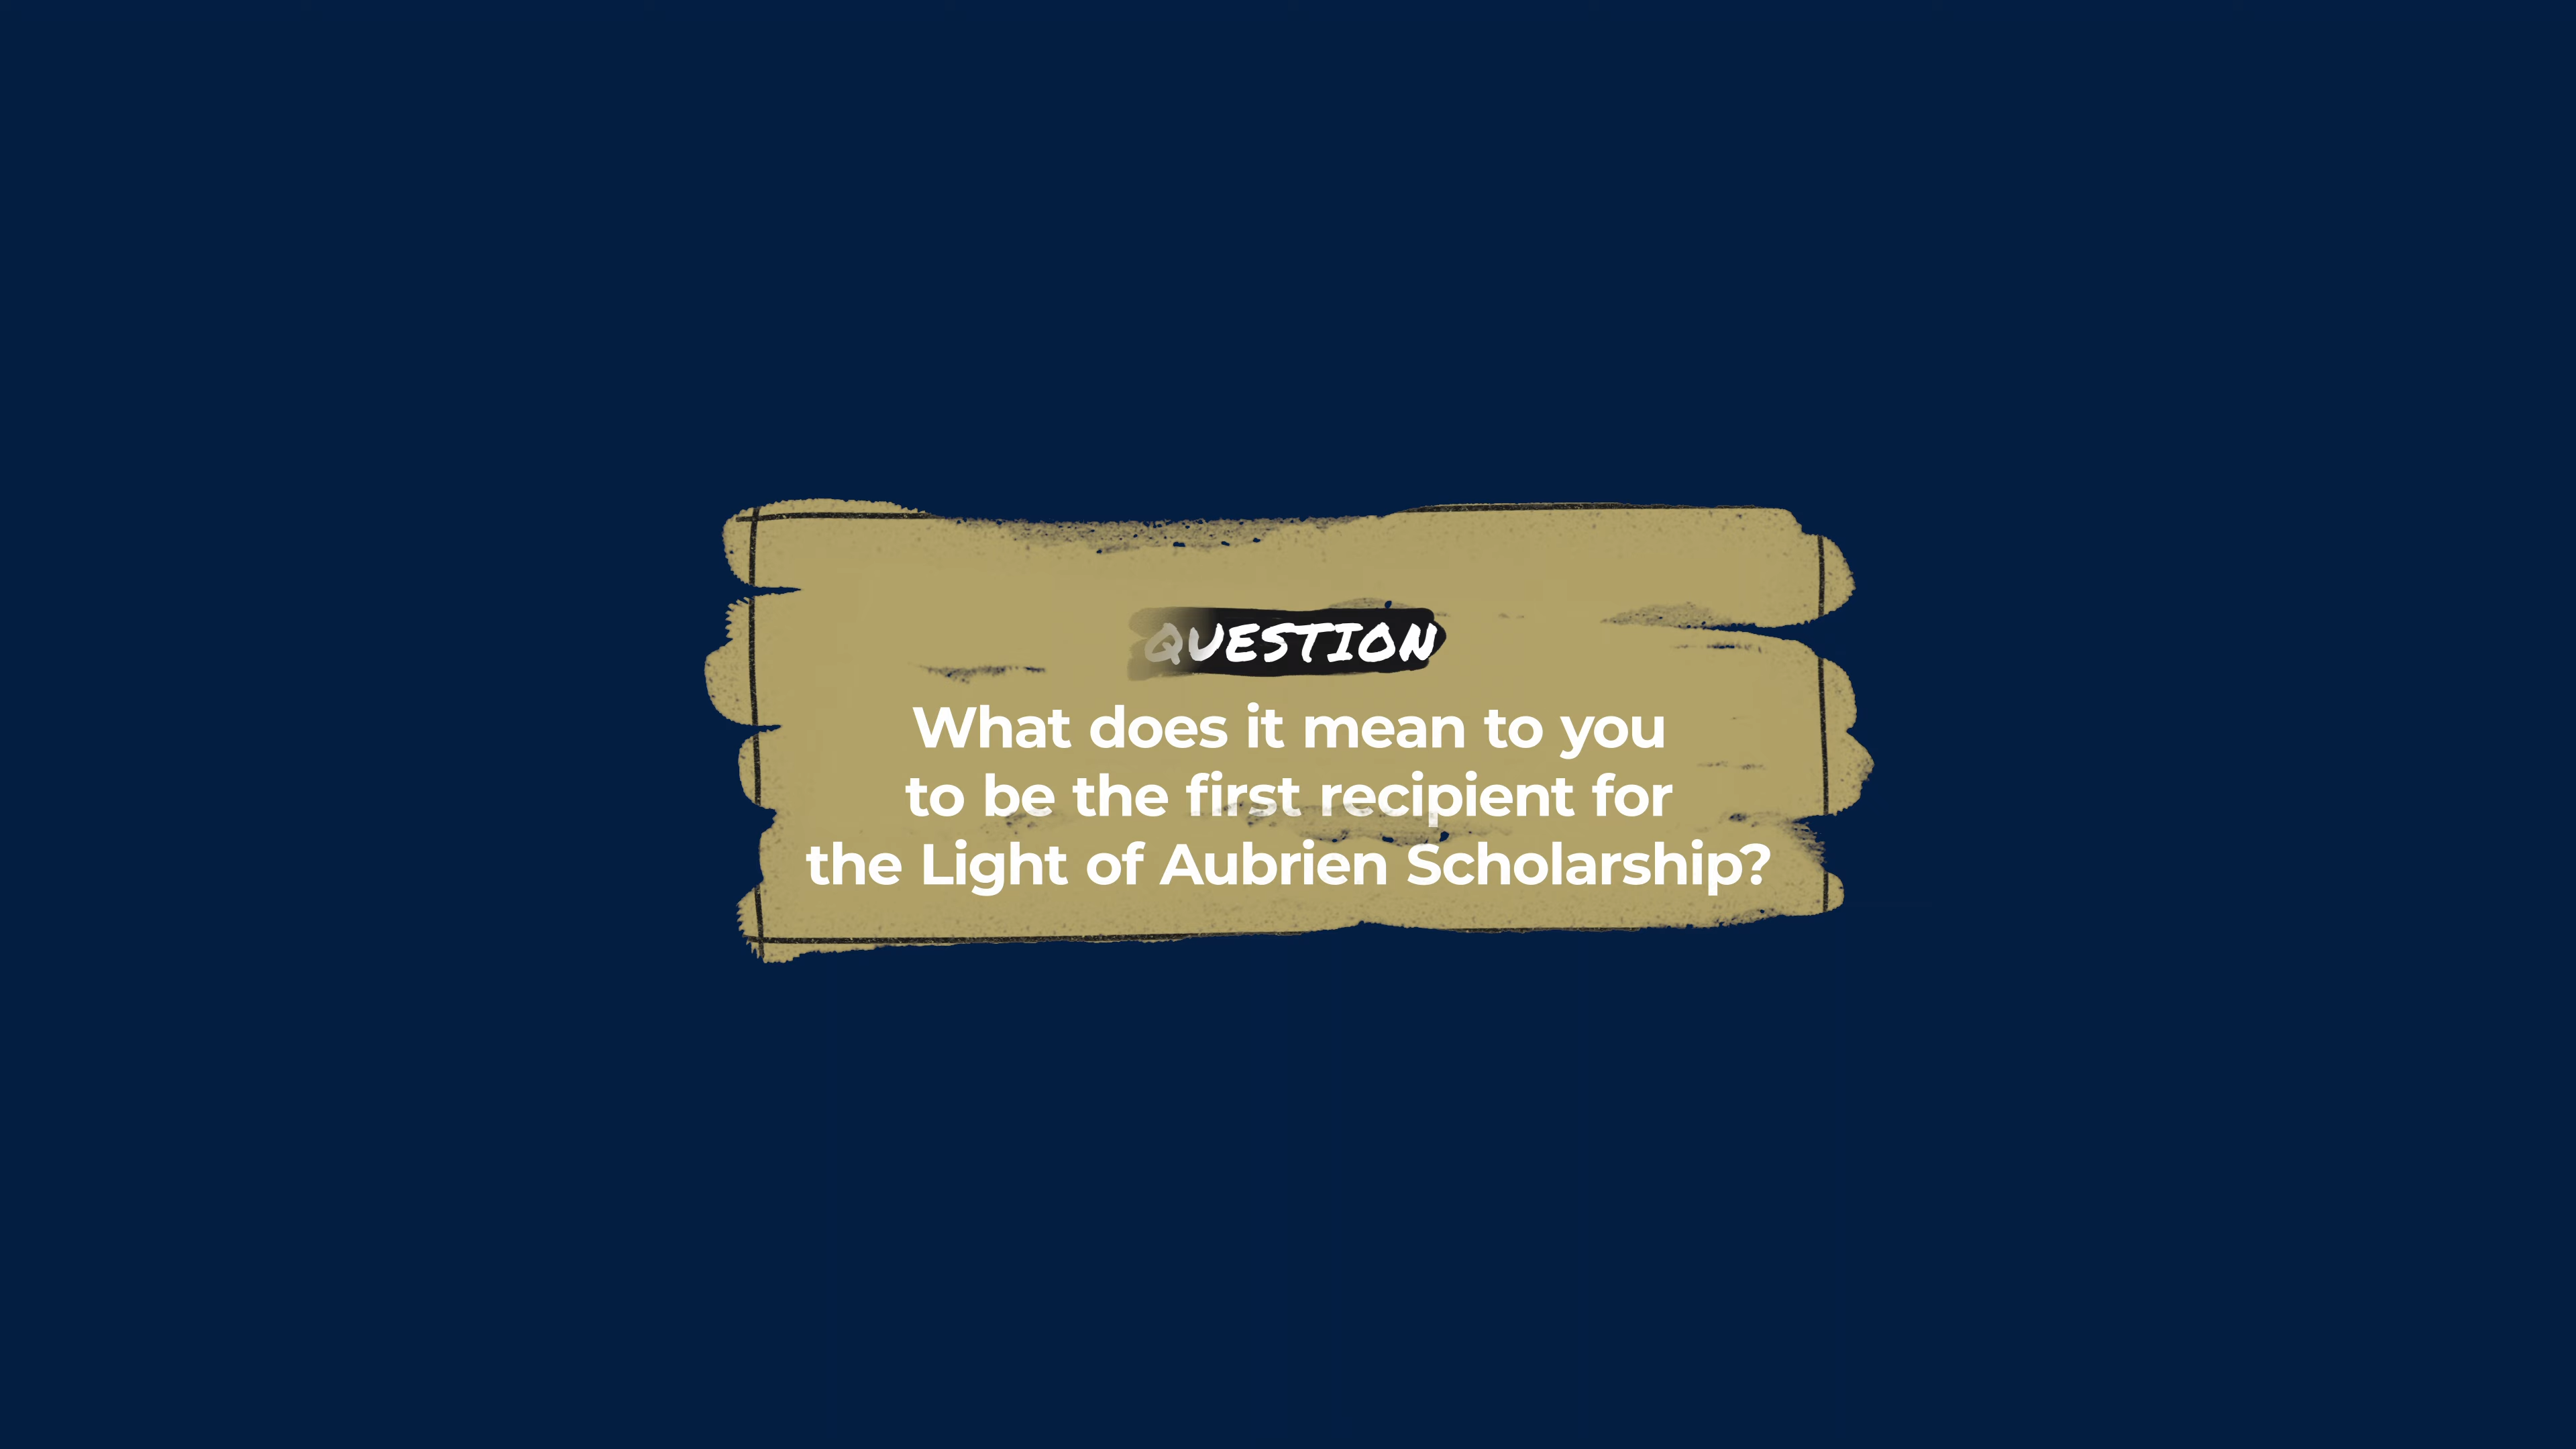 QUESTION
What does it mean to you
to be the first recipient for
the Light of Aubrien Scholarship?